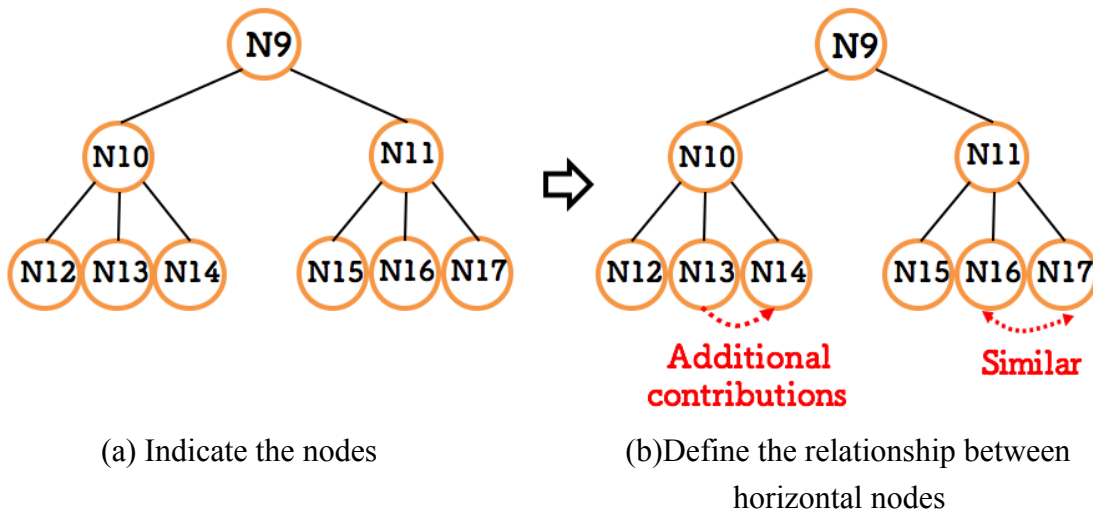 N9
N10
N11
N12 N13 N14
N15 N16 N17
(a) Indicate the nodes
N9
N10
N11
N12 N13 N14
N15 N16 N17
Additional
contributions
Similar
(b)Define the relationship between
horizontal nodes